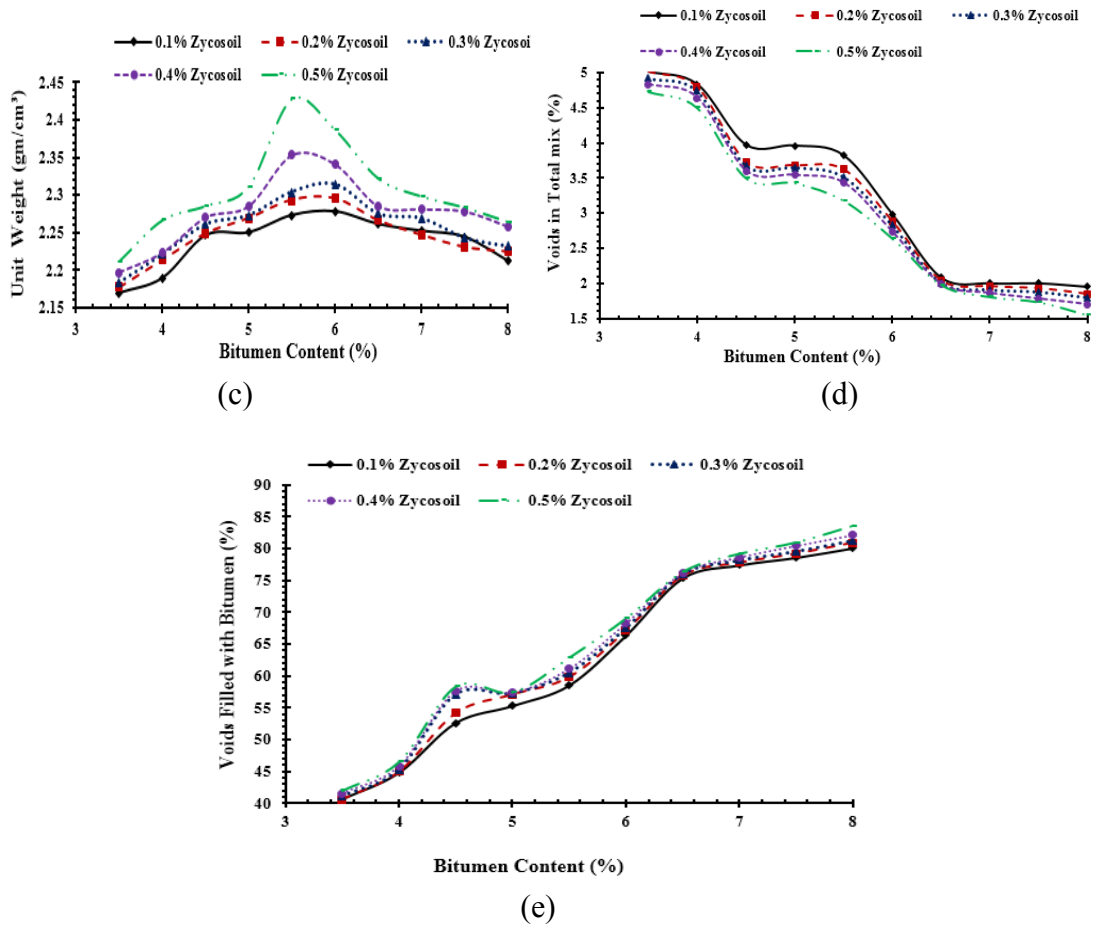 0.1% Zycosoil 0.2% Zycosoil 0.3% Zycosoi
0.4% Zycosoil 0.5% Zycosoil
Unit Weight (gm/cm³)
2.45
2.4
2.35
2.3
2.25
2.2
2.15
3 4 5 6 7 8
Bitumen Content (%)
(c)
0.1% Zycosoil 0.2% Zycosoil 0.3% Zycosoil
0.4% Zycosoil 0.5% Zycosoil
Voids in Total mix (%)
5
4.5
4
3.5
3
2.5
2
1.5
3 4 5 6 7 8
Bitumen Content (%)
(d)
0.1% Zycosoil 0.2% Zycosoil 0.3% Zycosoil
0.4% Zycosoil 0.5% Zycosoil
Voids Filled with Bitumen (%)
90
85
80
75
70
65
60
55
50
45
40
3 4 5 6 7 8
Bitumen Content (%)
(e)